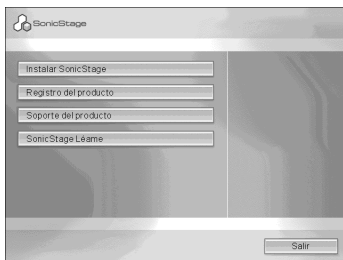 SonicStage
Instalar SonicStage
Registro del producto
Soporte del producto
SonicStage Léame
Salir